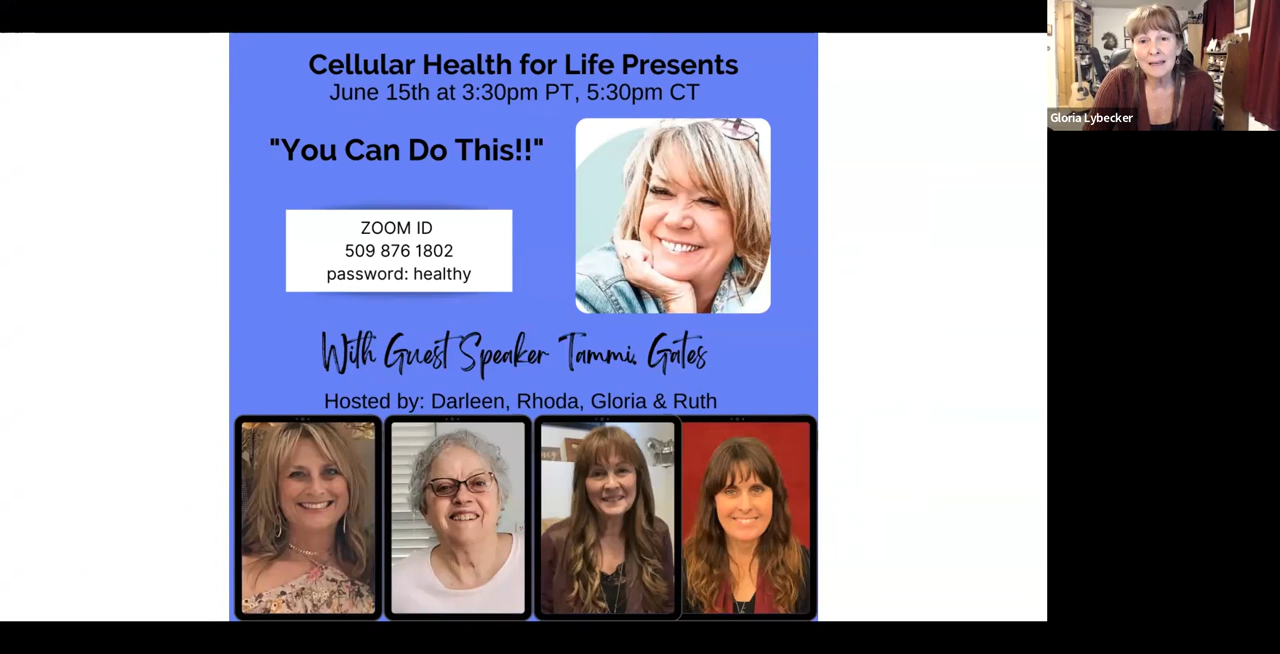 Cellular Health for Life Presents
June 15th at 3:30pm PT, 5:30pm CT
"You Can Do This!!"
ZOOM ID
509 876 1802
password: healthy
With Guest Speaker Tammi. Gates
Hosted by: Darleen, Rhoda, Gloria & Ruth
Gloria Lybecker